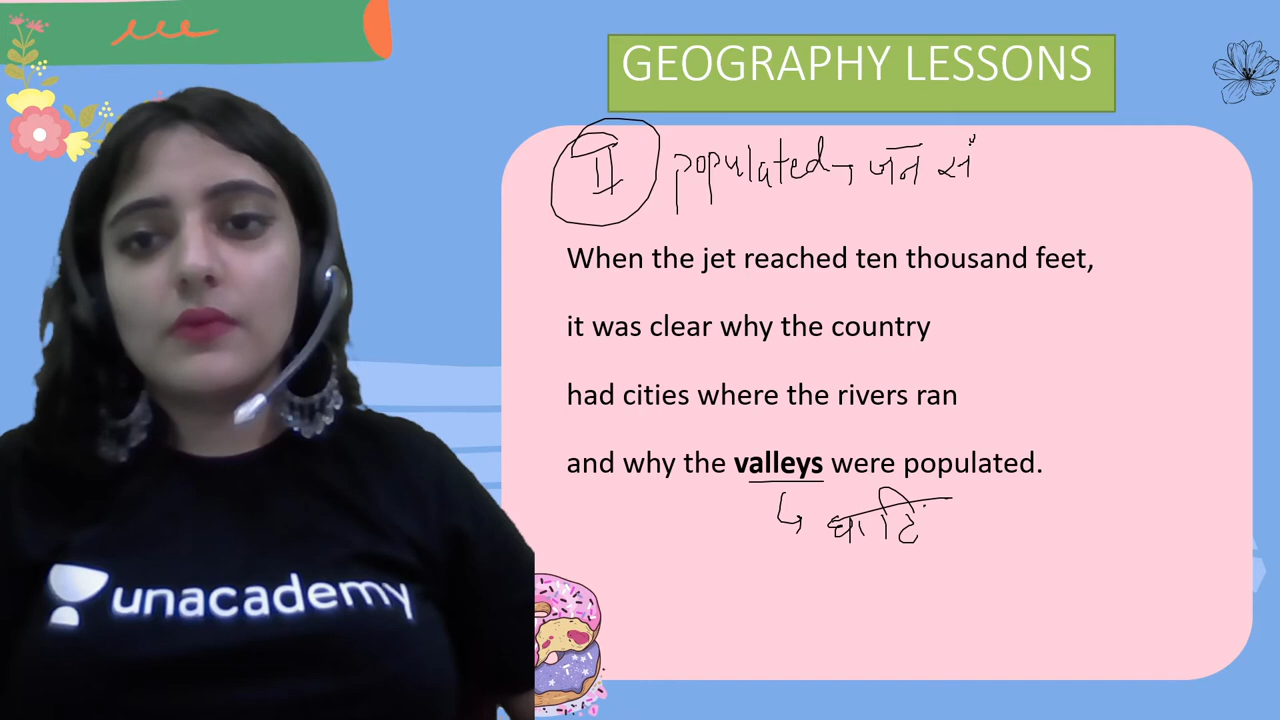 GEOGRAPHY LESSONS
II populated → जन सं
When the jet reached ten thousand feet,
it was clear why the country
had cities where the rivers ran
and why the valleys were populated.
↳ घाटि
unacademy